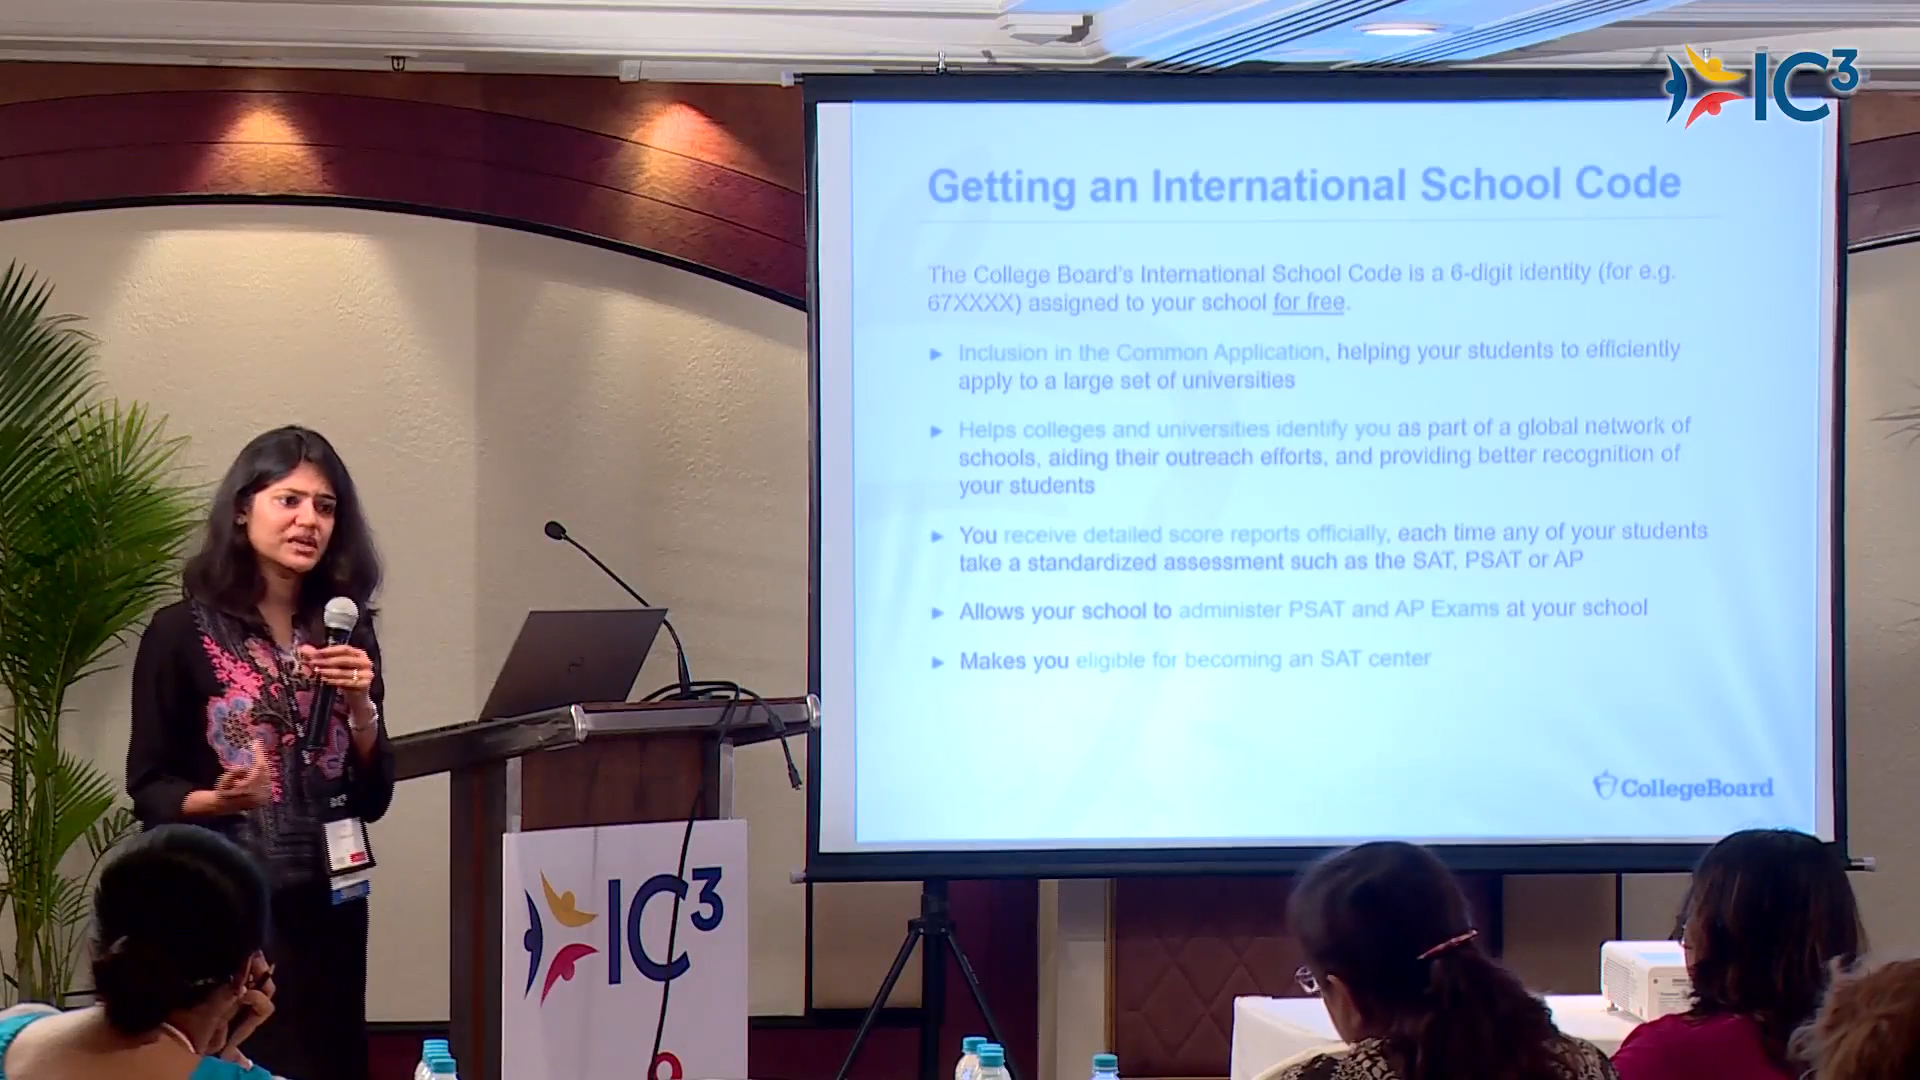 IC³
Getting an International School Code
The College Board's International School Code is a 6-digit identity (for e.g.
67XXXX) assigned to your school for free.
► Inclusion in the Common Application, helping your students to efficiently
apply to a large set of universities
► Helps colleges and universities identify you as part of a global network of
schools, aiding their outreach efforts, and providing better recognition of
your students
► You receive detailed score reports officially, each time any of your students
take a standardized assessment such as the SAT, PSAT or AP
► Allows your school to administer PSAT and AP Exams at your school
► Makes you eligible for becoming an SAT center
CollegeBoard
IC³